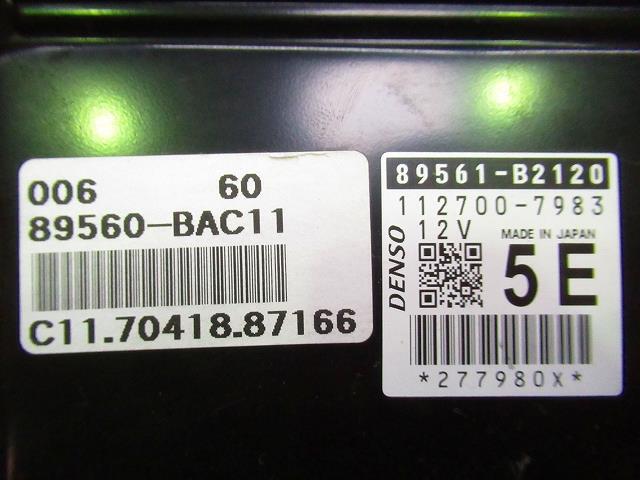 006 60
89560-BAC11
C11.70418.87166
89561-B2120
112700-7983
DENSO
12V
MADE IN JAPAN
5E
*277980X*